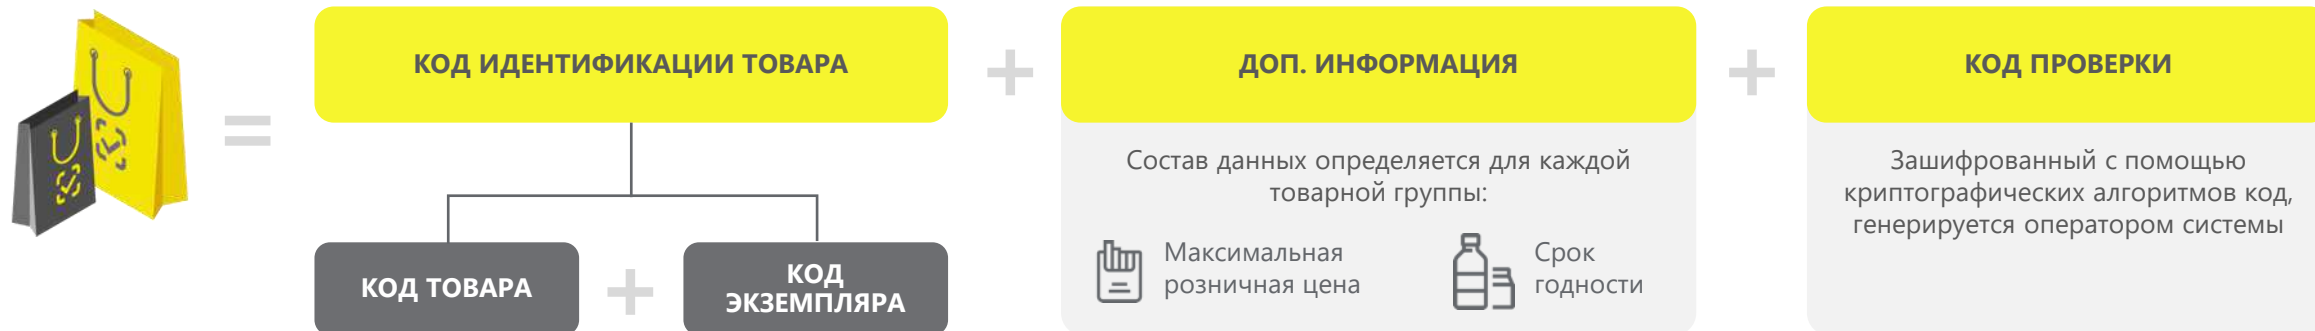 КОД ИДЕНТИФИКАЦИИ ТОВАРА
КОД ТОВАРА
+
КОД
ЭКЗЕМПЛЯРА
+
ДОП. ИНФОРМАЦИЯ
Состав данных определяется для каждой
товарной группы:
Максимальная
розничная цена
Срок
годности
+
КОД ПРОВЕРКИ
Зашифрованный с помощью
криптографических алгоритмов код,
генерируется оператором системы